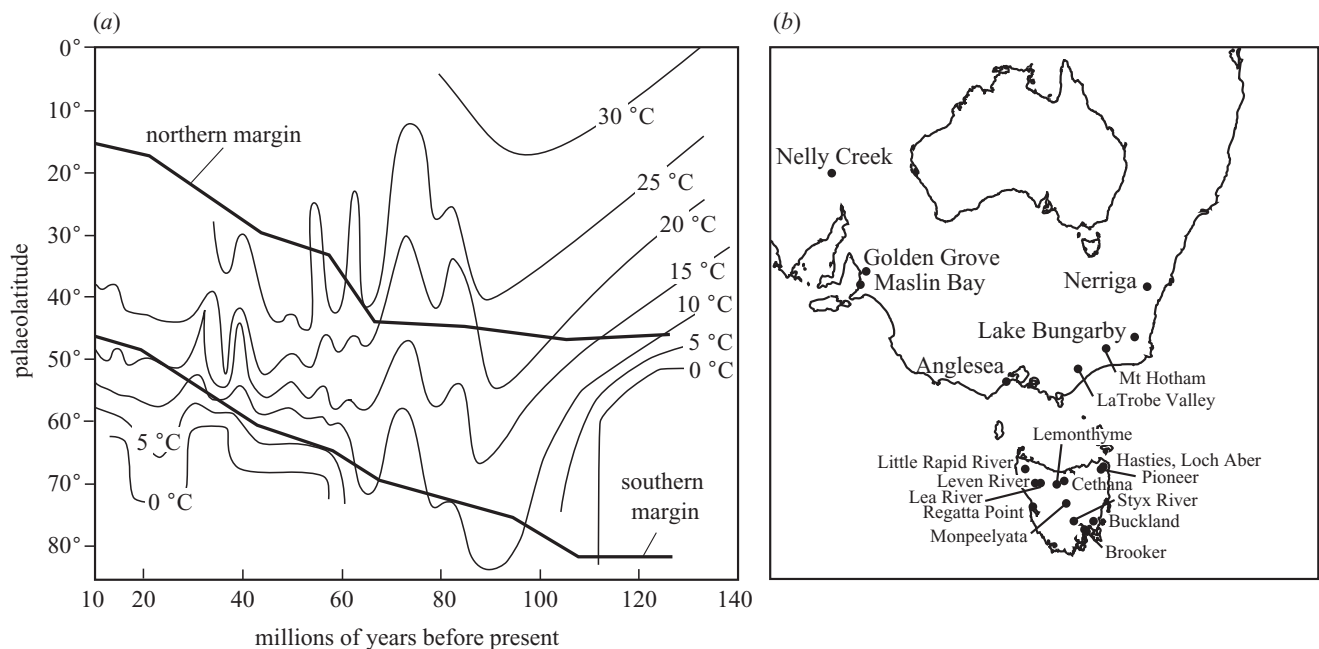 (a)
0°
10°
20°
30°
40°
50°
60°
70°
80°
palaeolatitude
northern margin
30 °C
25 °C
20 °C
15 °C
10 °C
5 °C
0 °C
5 °C
0 °C
southern
margin
10
20
40
60
80
100
120
140
millions of years before present
(b)
Nelly Creek
Golden Grove
Maslin Bay
Nerriga
Lake Bungarby
Anglesea
Mt Hotham
LaTrobe Valley
Lemonthyme
Little Rapid River
Hasties, Loch Aber
Pioneer
Leven River
Cethana
Lea River
Styx River
Regatta Point
Buckland
Monpeelyata
Brooker